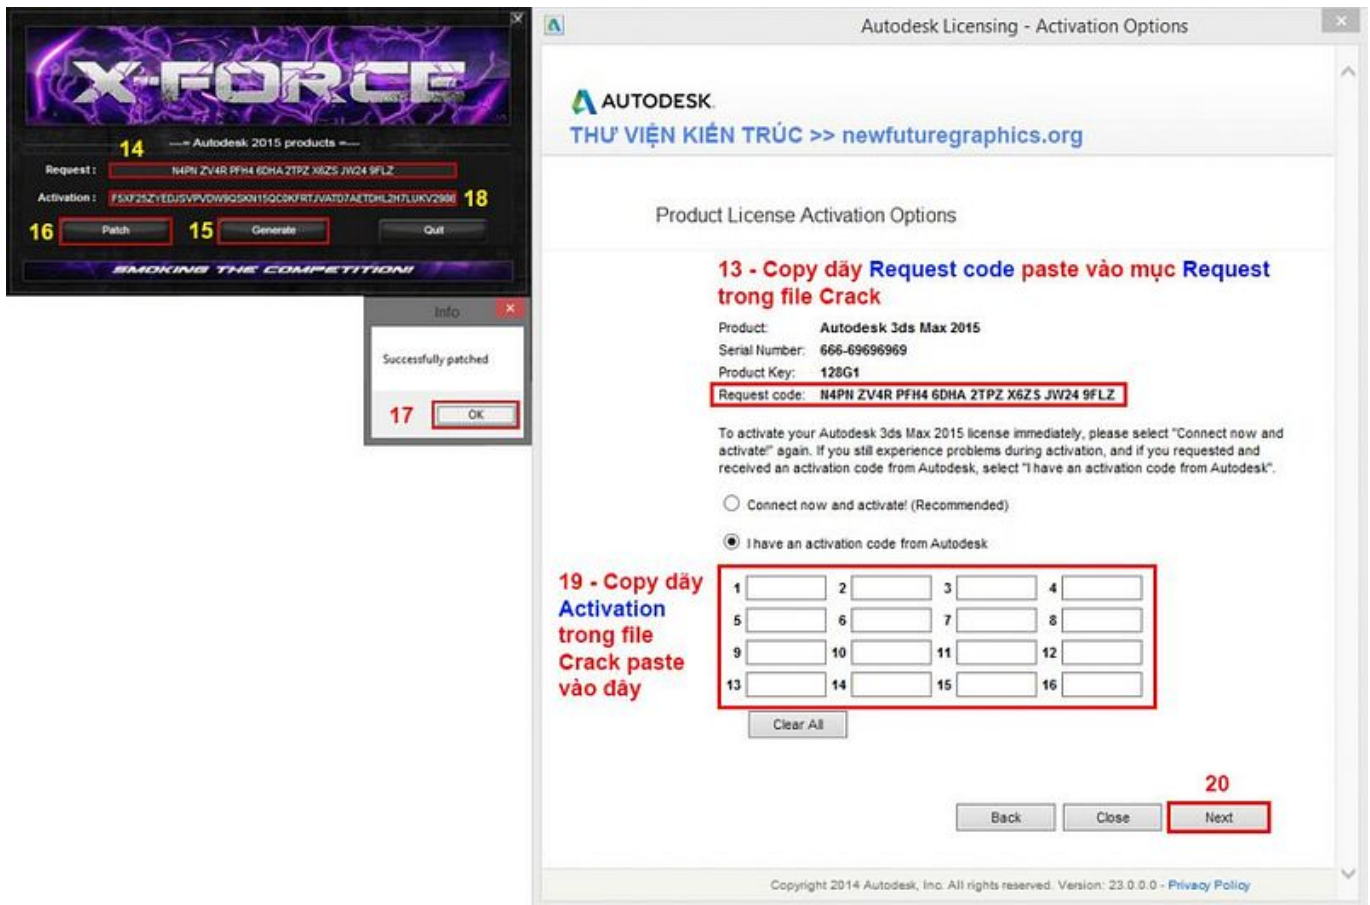 X-FORCE
14
---= Autodesk 2015 products =---
Request :
N4PN ZV4R PFH4 6DHA 2TPZ X6ZS JW24 9FLZ
Activation :
18
16
Patch
15
Generate
Quit
SMOKING THE COMPETITION!
Info
Successfully patched
17
OK
Autodesk Licensing - Activation Options
AUTODESK.
THƯ VIỆN KIẾN TRÚC >> newfuturegraphics.org
Product License Activation Options
13 - Copy dãy Request code paste vào mục Request
trong file Crack
Product: Autodesk 3ds Max 2015
Serial Number: 666-69696969
Product Key: 128G1
Request code: N4PN ZV4R PFH4 6DHA 2TPZ X6ZS JW24 9FLZ
To activate your Autodesk 3ds Max 2015 license immediately, please select "Connect now and
activate!" again. If you still experience problems during activation, and if you requested and
received an activation code from Autodesk, select "I have an activation code from Autodesk".
Connect now and activate! (Recommended)
I have an activation code from Autodesk
19 - Copy dãy
Activation
trong file
Crack paste
vào đây
1 2 3 4
5 6 7 8
9 10 11 12
13 14 15 16
Clear All
20
Back Close Next
Copyright 2014 Autodesk, Inc. All rights reserved. Version: 23.0.0.0 - Privacy Policy